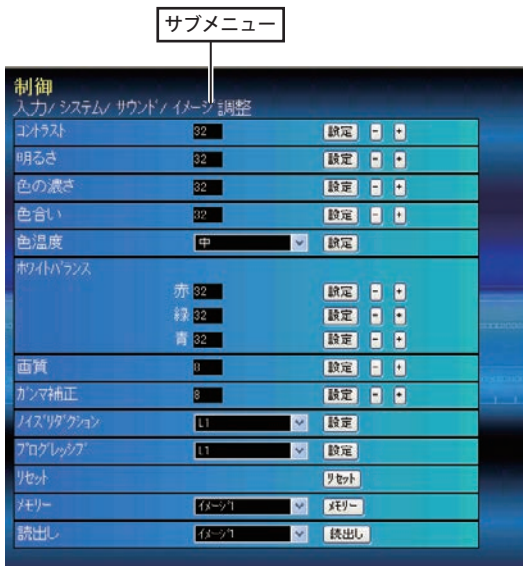 サブメニュー
制御
入力/ システム/ サウンド/ イメージ 調整
コントラスト 32 設定 - +
明るさ 32 設定 - +
色の濃さ 32 設定 - +
色合い 32 設定 - +
色温度 中 設定
ホワイトバランス
赤 32 設定 - +
緑 32 設定 - +
青 32 設定 - +
画質 8 設定 - +
ガンマ補正 8 設定 - +
ノイズリダクション L1 設定
プログレッシブ L1 設定
リセット リセット
メモリー イメージ1 メモリー
読出し イメージ1 読出し